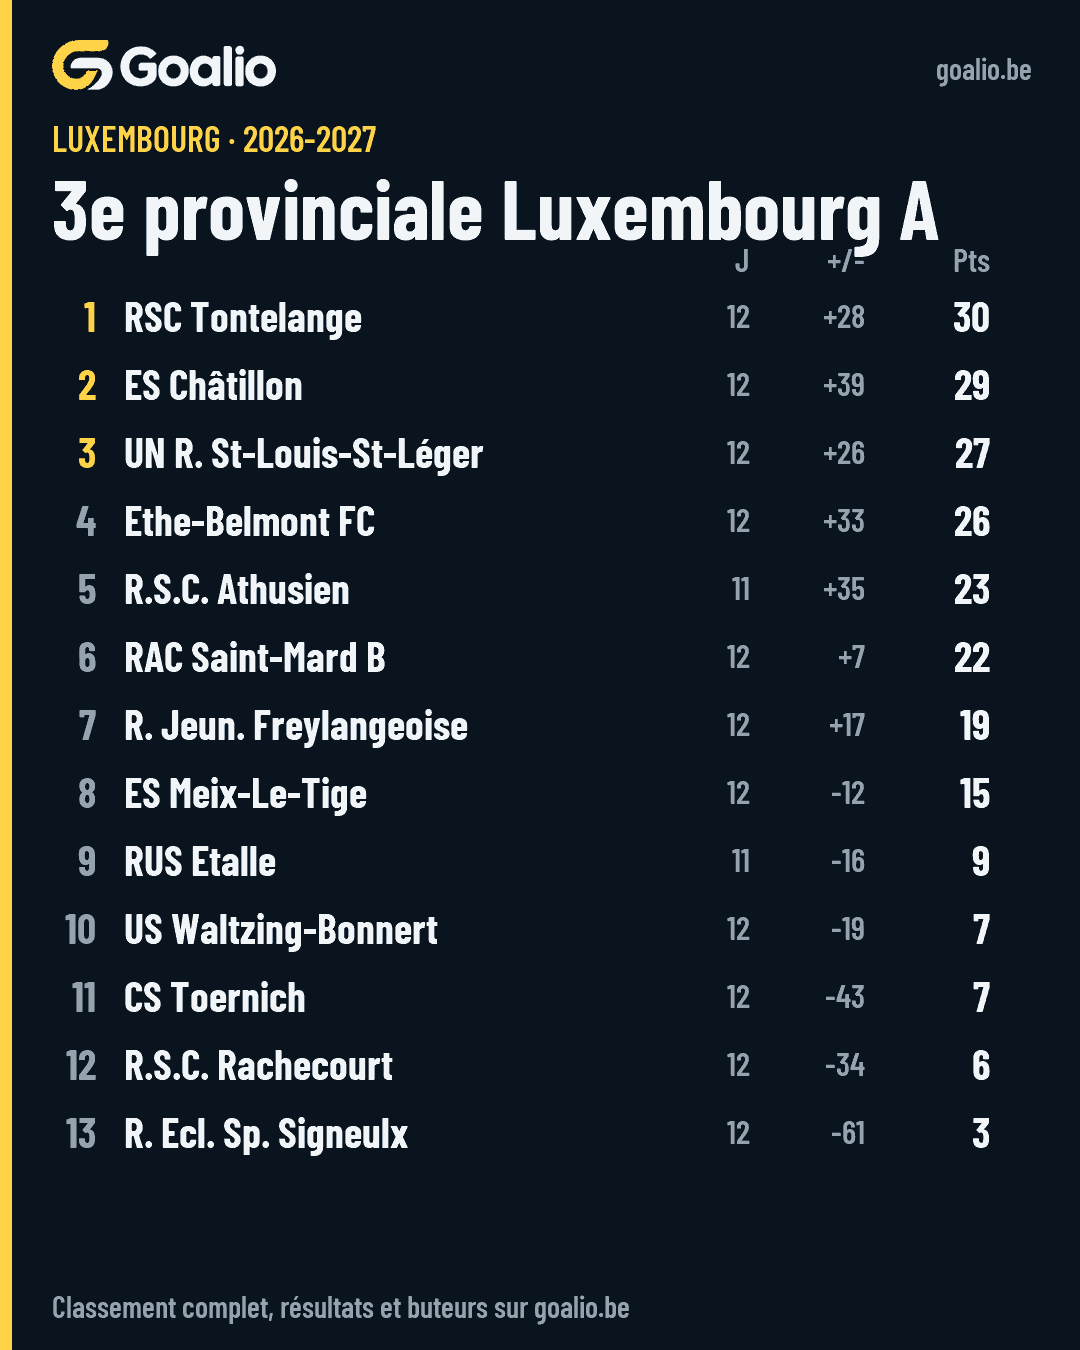 Goalio
goalio.be
LUXEMBOURG · 2026-2027
3e provinciale Luxembourg A
J +/- Pts
1 RSC Tontelange 12 +28 30
2 ES Châtillon 12 +39 29
3 UN R. St-Louis-St-Léger 12 +26 27
4 Ethe-Belmont FC 12 +33 26
5 R.S.C. Athusien 11 +35 23
6 RAC Saint-Mard B 12 +7 22
7 R. Jeun. Freylangeoise 12 +17 19
8 ES Meix-Le-Tige 12 -12 15
9 RUS Etalle 11 -16 9
10 US Waltzing-Bonnert 12 -19 7
11 CS Toernich 12 -43 7
12 R.S.C. Rachecourt 12 -34 6
13 R. Ecl. Sp. Signeulx 12 -61 3
Classement complet, résultats et buteurs sur goalio.be